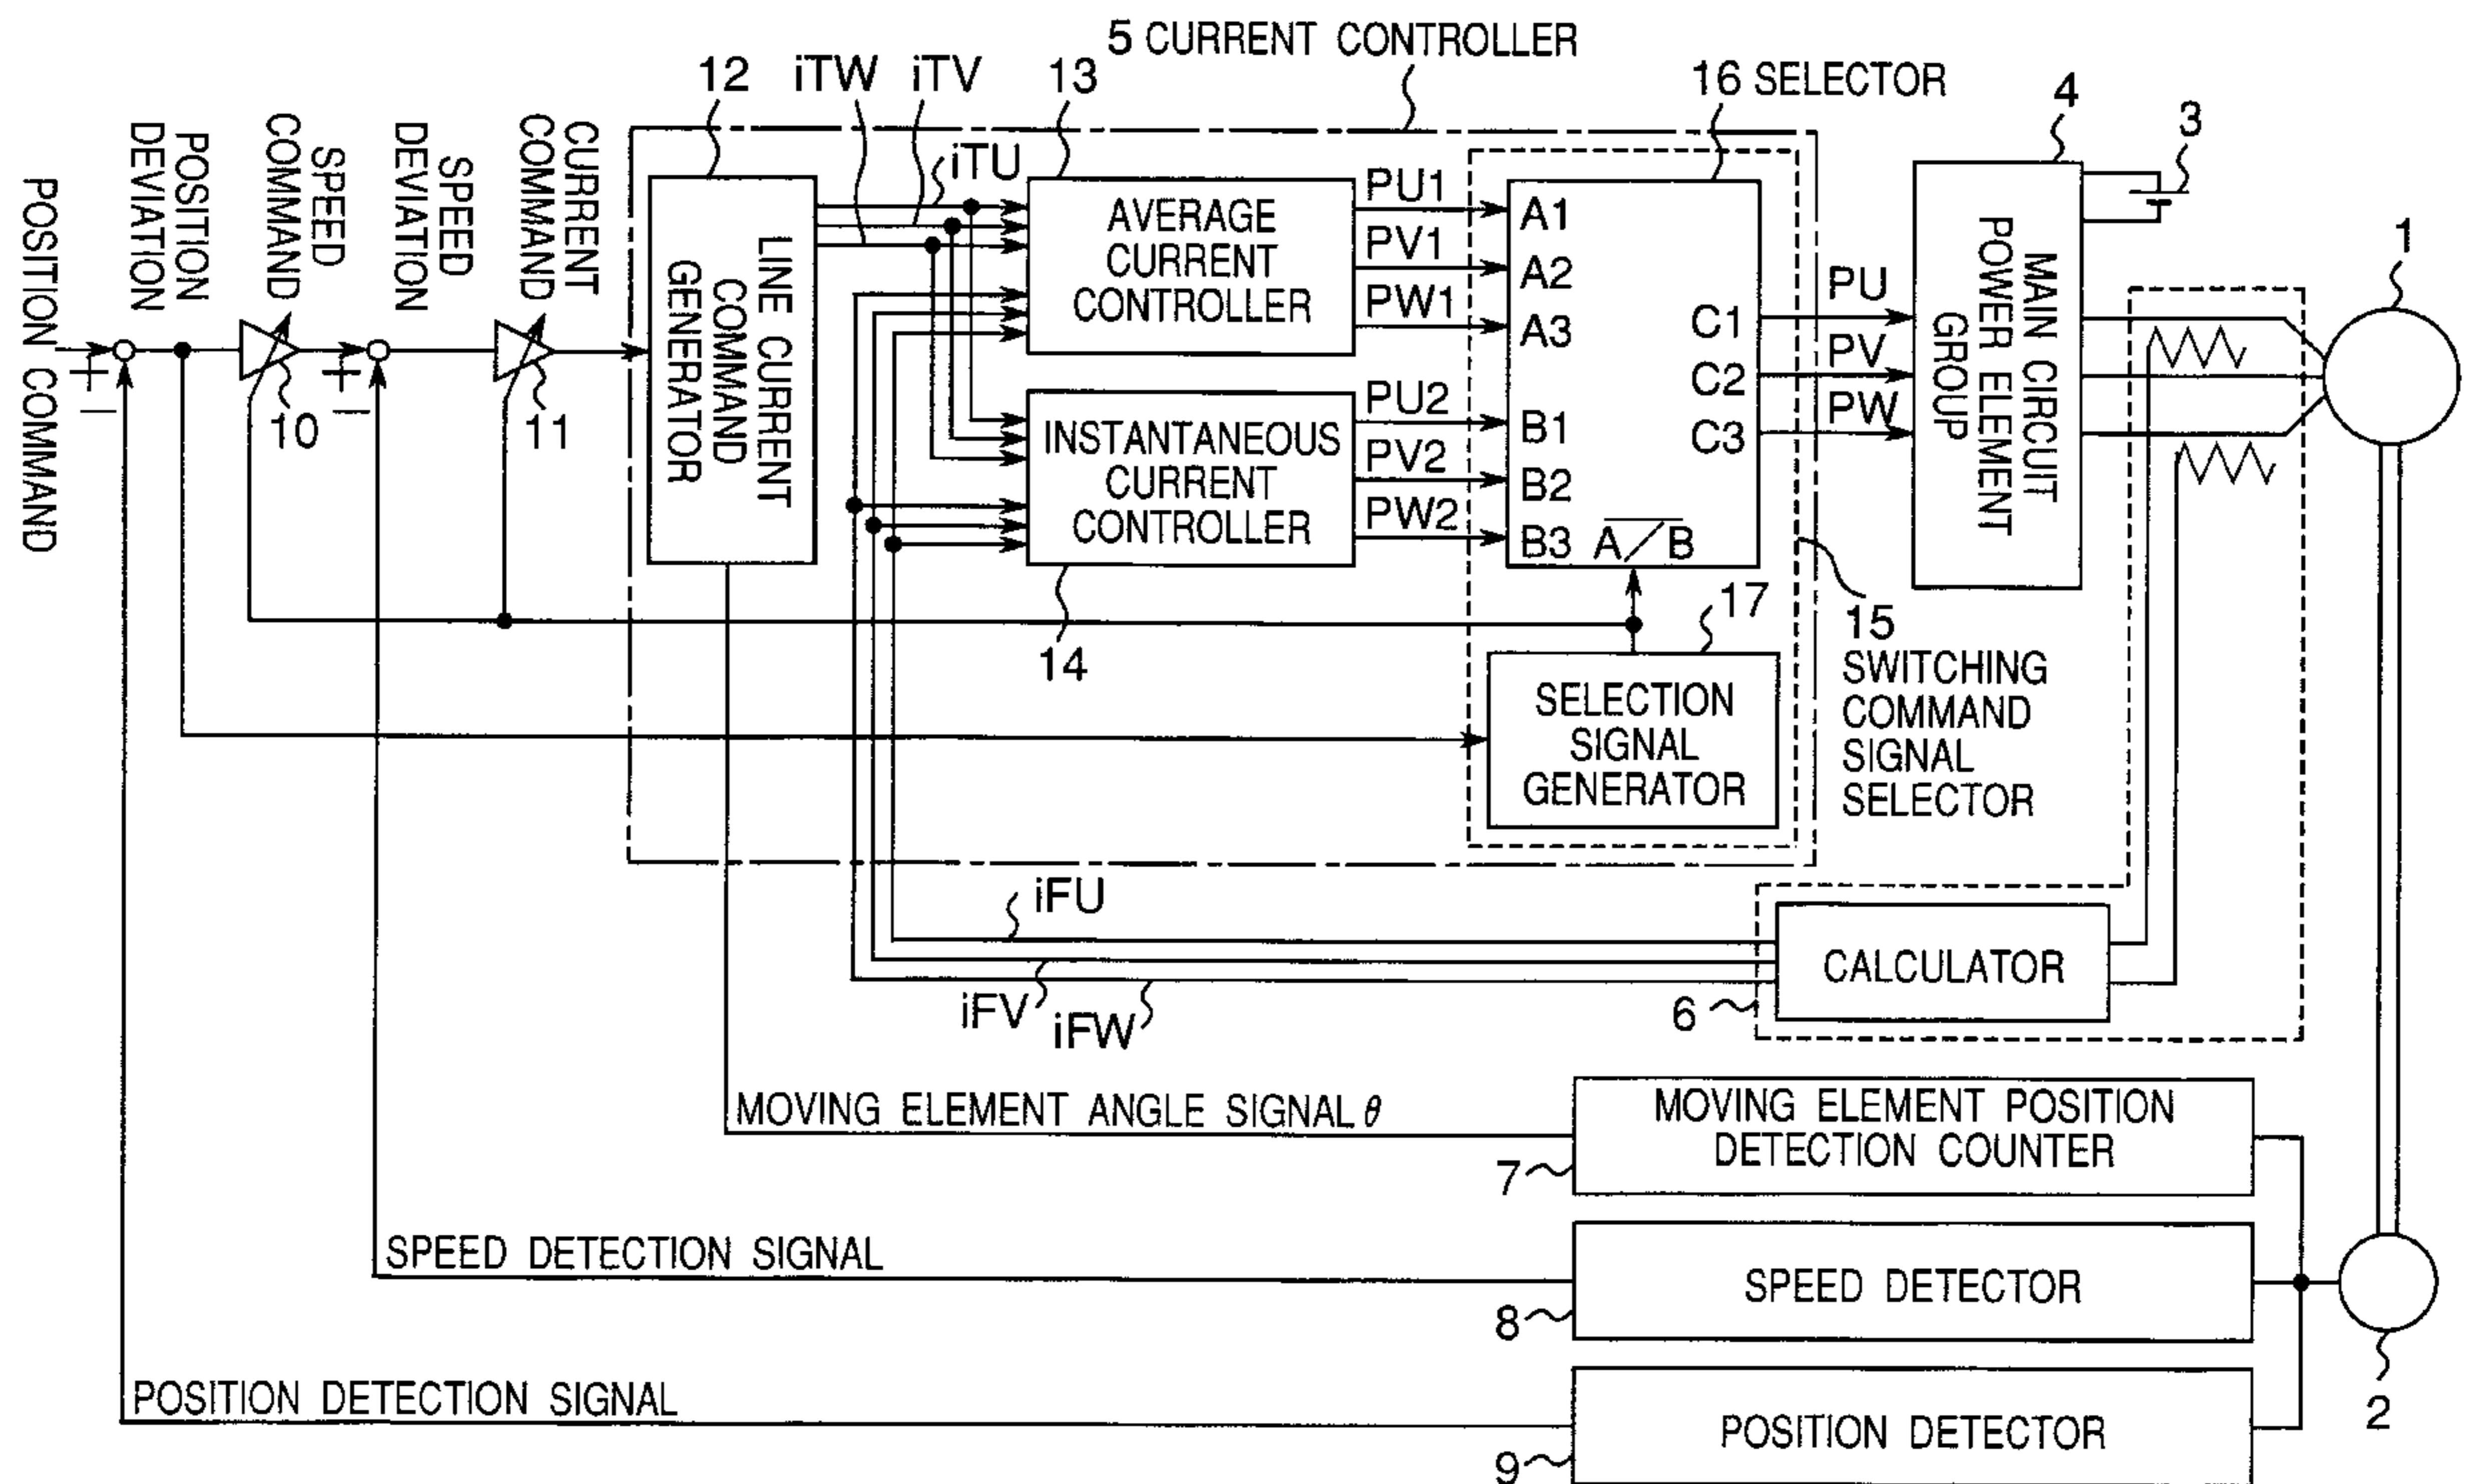 5 CURRENT CONTROLLER
12
iTW
iTV
13
16 SELECTOR
4
3
1
iTU
POSITION COMMAND
POSITION
DEVIATION
SPEED
COMMAND
SPEED
DEVIATION
CURRENT
COMMAND
+
−
10
+
−
11
LINE CURRENT
COMMAND
GENERATOR
AVERAGE
CURRENT
CONTROLLER
PU1
PV1
PW1
A1
A2
A3
INSTANTANEOUS
CURRENT
CONTROLLER
14
PU2
PV2
PW2
B1
B2
B3
A/B
C1
C2
C3
PU
PV
PW
MAIN CIRCUIT
POWER ELEMENT
GROUP
17
SELECTION
SIGNAL
GENERATOR
15
SWITCHING
COMMAND
SIGNAL
SELECTOR
iFU
iFV
iFW
CALCULATOR
6
MOVING ELEMENT ANGLE SIGNAL θ
MOVING ELEMENT POSITION
DETECTION COUNTER
7
SPEED DETECTION SIGNAL
SPEED DETECTOR
8
2
POSITION DETECTION SIGNAL
POSITION DETECTOR
9